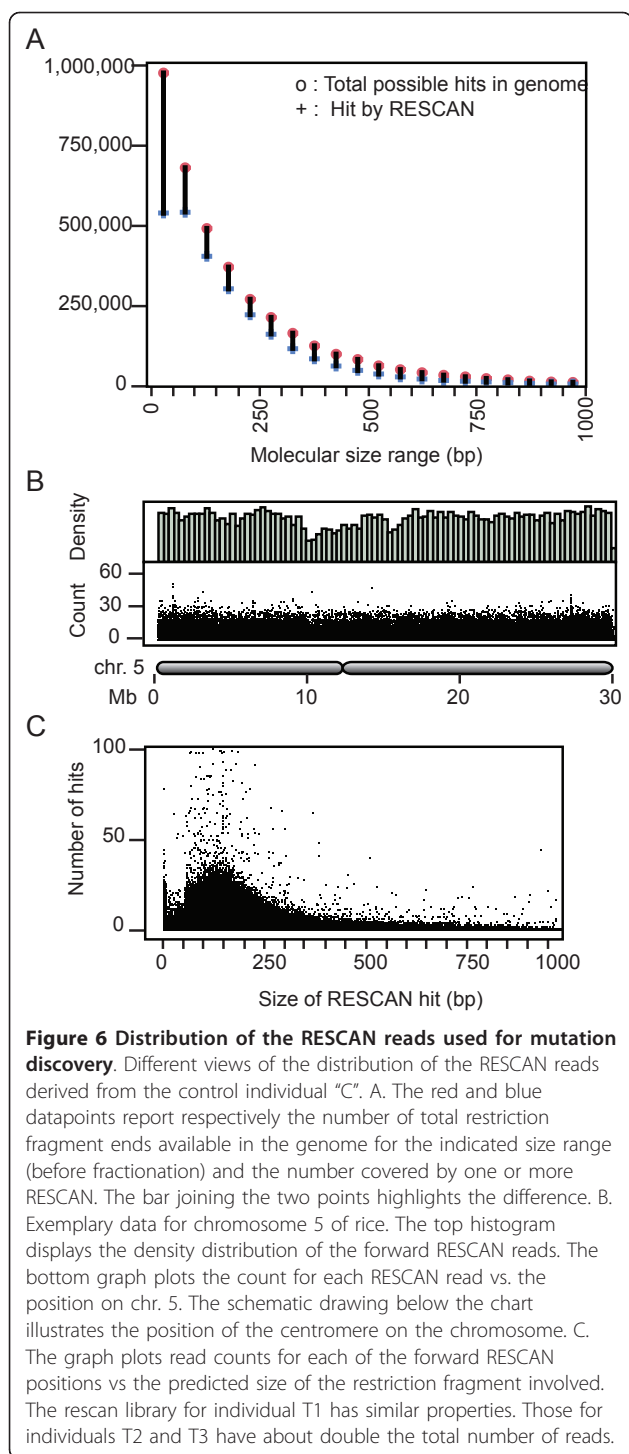 A
1,000,000
750,000
500,000
250,000
0
o : Total possible hits in genome
+ : Hit by RESCAN
0
250
500
750
1000
Molecular size range (bp)
B
Density
Count
60
30
0
chr. 5
Mb
0
10
20
30
C
Number of hits
100
50
0
0
250
500
750
1000
Size of RESCAN hit (bp)
Figure 6 Distribution of the RESCAN reads used for mutation
discovery. Different views of the distribution of the RESCAN reads
derived from the control individual "C". A. The red and blue
datapoints report respectively the number of total restriction
fragment ends available in the genome for the indicated size range
(before fractionation) and the number covered by one or more
RESCAN. The bar joining the two points highlights the difference. B.
Exemplary data for chromosome 5 of rice. The top histogram
displays the density distribution of the forward RESCAN reads. The
bottom graph plots the count for each RESCAN read vs. the
position on chr. 5. The schematic drawing below the chart
illustrates the position of the centromere on the chromosome. C.
The graph plots read counts for each of the forward RESCAN
positions vs the predicted size of the restriction fragment involved.
The rescan library for individual T1 has similar properties. Those for
individuals T2 and T3 have about double the total number of reads.